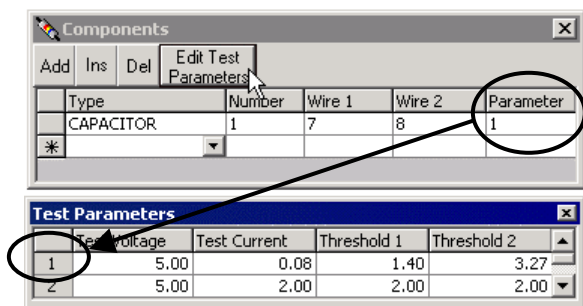 Components
Add Ins Del Edit Test Parameters
Type Number Wire 1 Wire 2 Parameter
CAPACITOR 1 7 8 1
Test Parameters
Test Voltage Test Current Threshold 1 Threshold 2
1 5.00 0.08 1.40 3.27
2 5.00 2.00 2.00 2.00